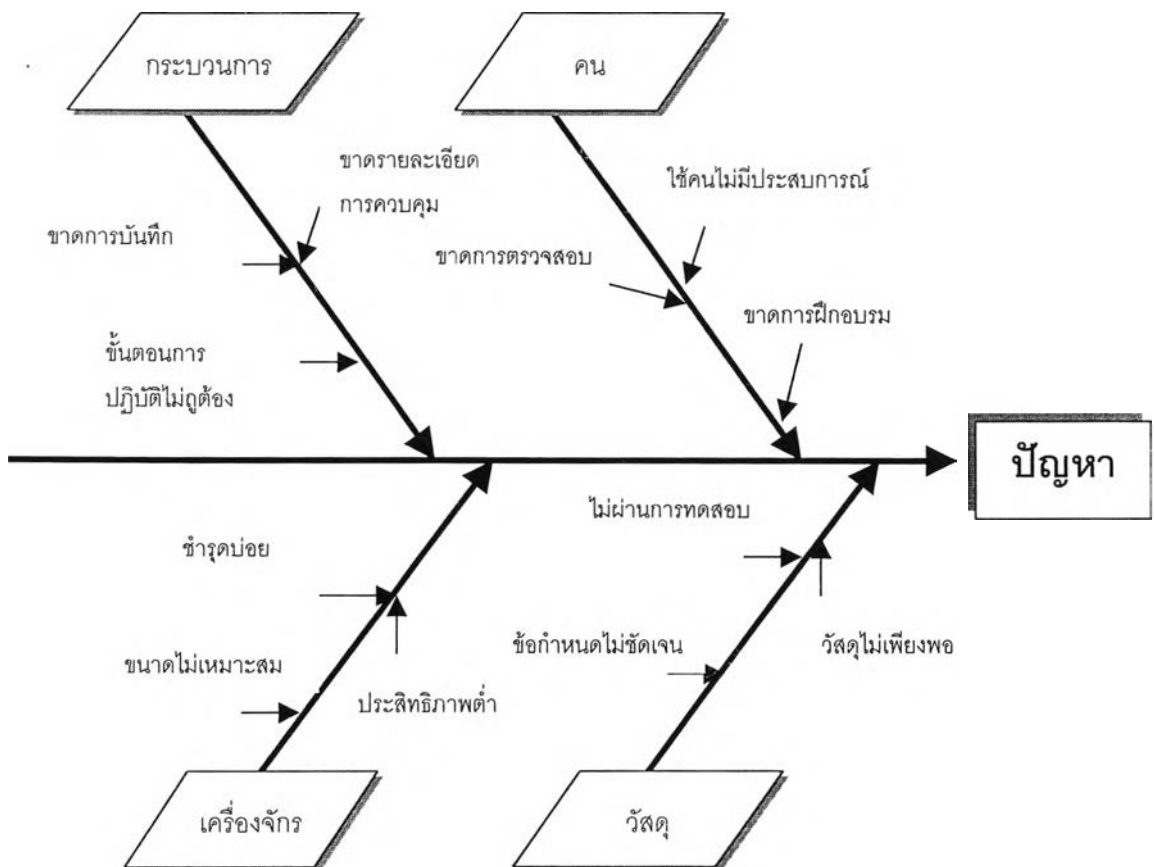 กระบวนการ
คน
ขาดรายละเอียด
การควบคุม
ใช้คนไม่มีประสบการณ์
ขาดการบันทึก
ขาดการตรวจสอบ
ขาดการฝึกอบรม
ขั้นตอนการ
ปฏิบัติไม่ถูต้อง
ปัญหา
ไม่ผ่านการทดสอบ
ชำรุดบ่อย
ข้อกำหนดไม่ชัดเจน
วัสดุไม่เพียงพอ
ขนาดไม่เหมาะสม
ประสิทธิภาพต่ำ
เครื่องจักร
วัสดุ